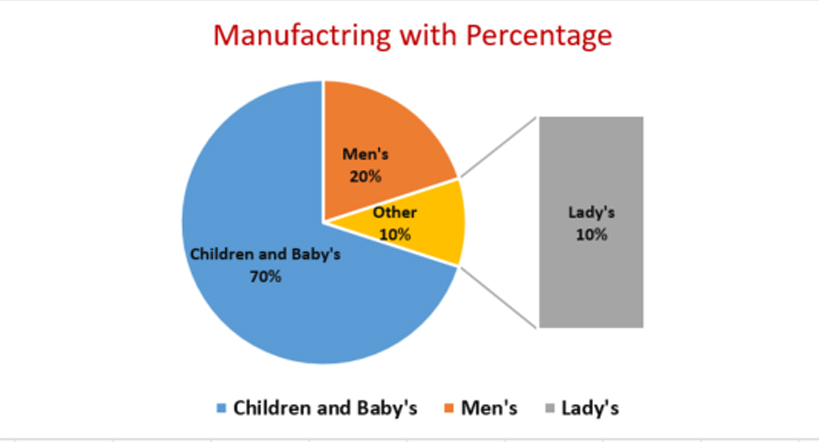 Manufactring with Percentage
Men's
20%
Other
10%
Lady's
10%
Children and Baby's
70%
Children and Baby's Men's Lady's